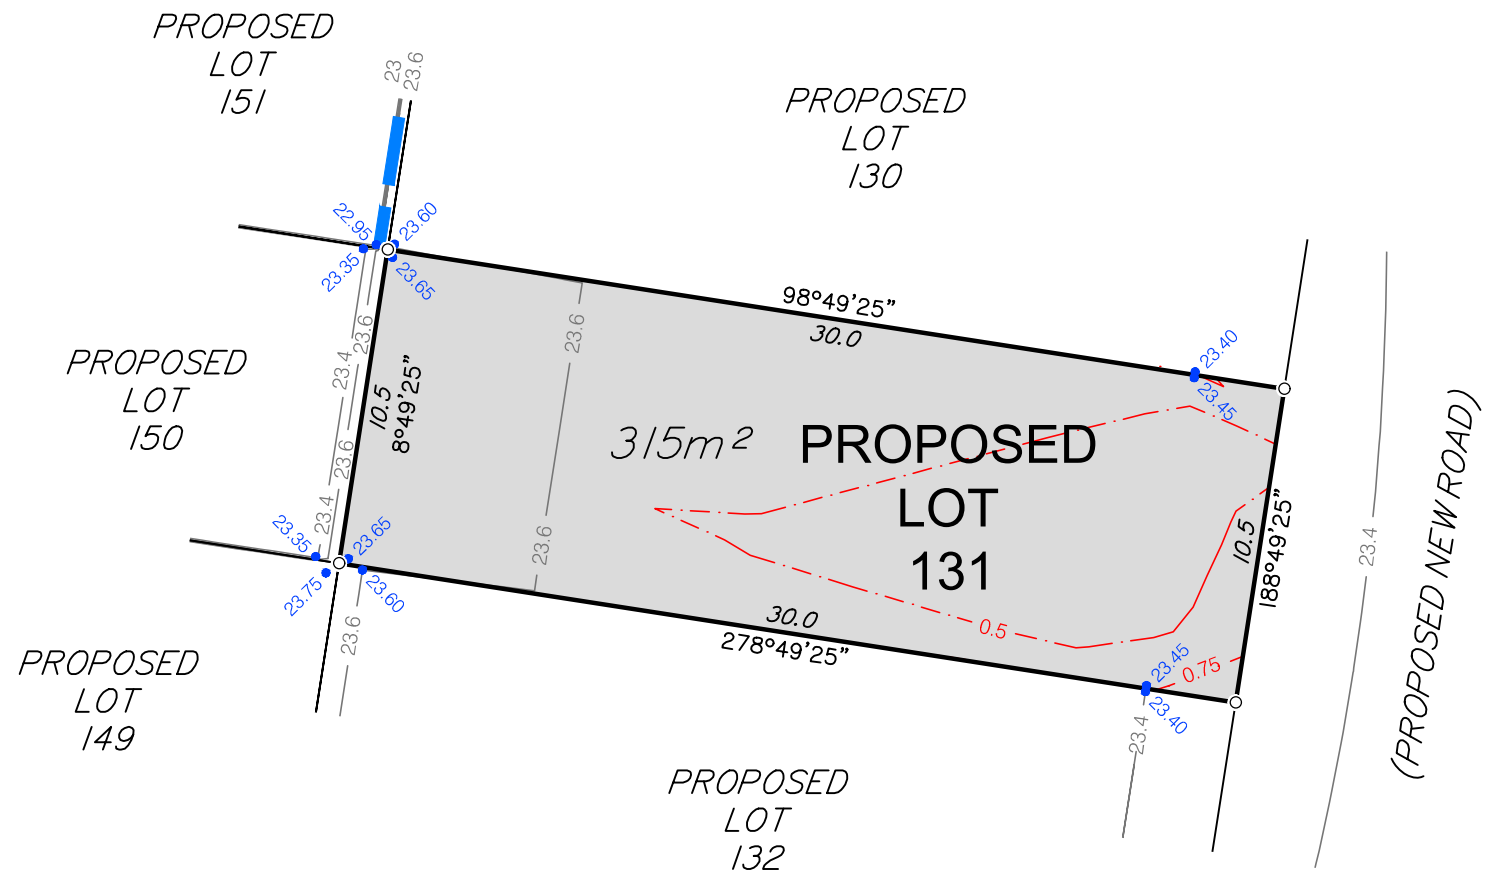 PROPOSED
LOT
151
23
23.6
PROPOSED
LOT
130
22.95
23.60
23.35
23.65
98°49'25"
30.0
23.40
23.45
23.6
23.6
23.4
PROPOSED
LOT
150
10.5
8°49'25"
23.6
23.4
315m²
PROPOSED
LOT
131
23.6
10.5
188°49'25"
23.4
(PROPOSED NEW ROAD)
23.35
23.65
23.75
23.60
23.6
30.0
278°49'25"
0.5
23.45
0.75
23.40
23.4
PROPOSED
LOT
149
PROPOSED
LOT
132